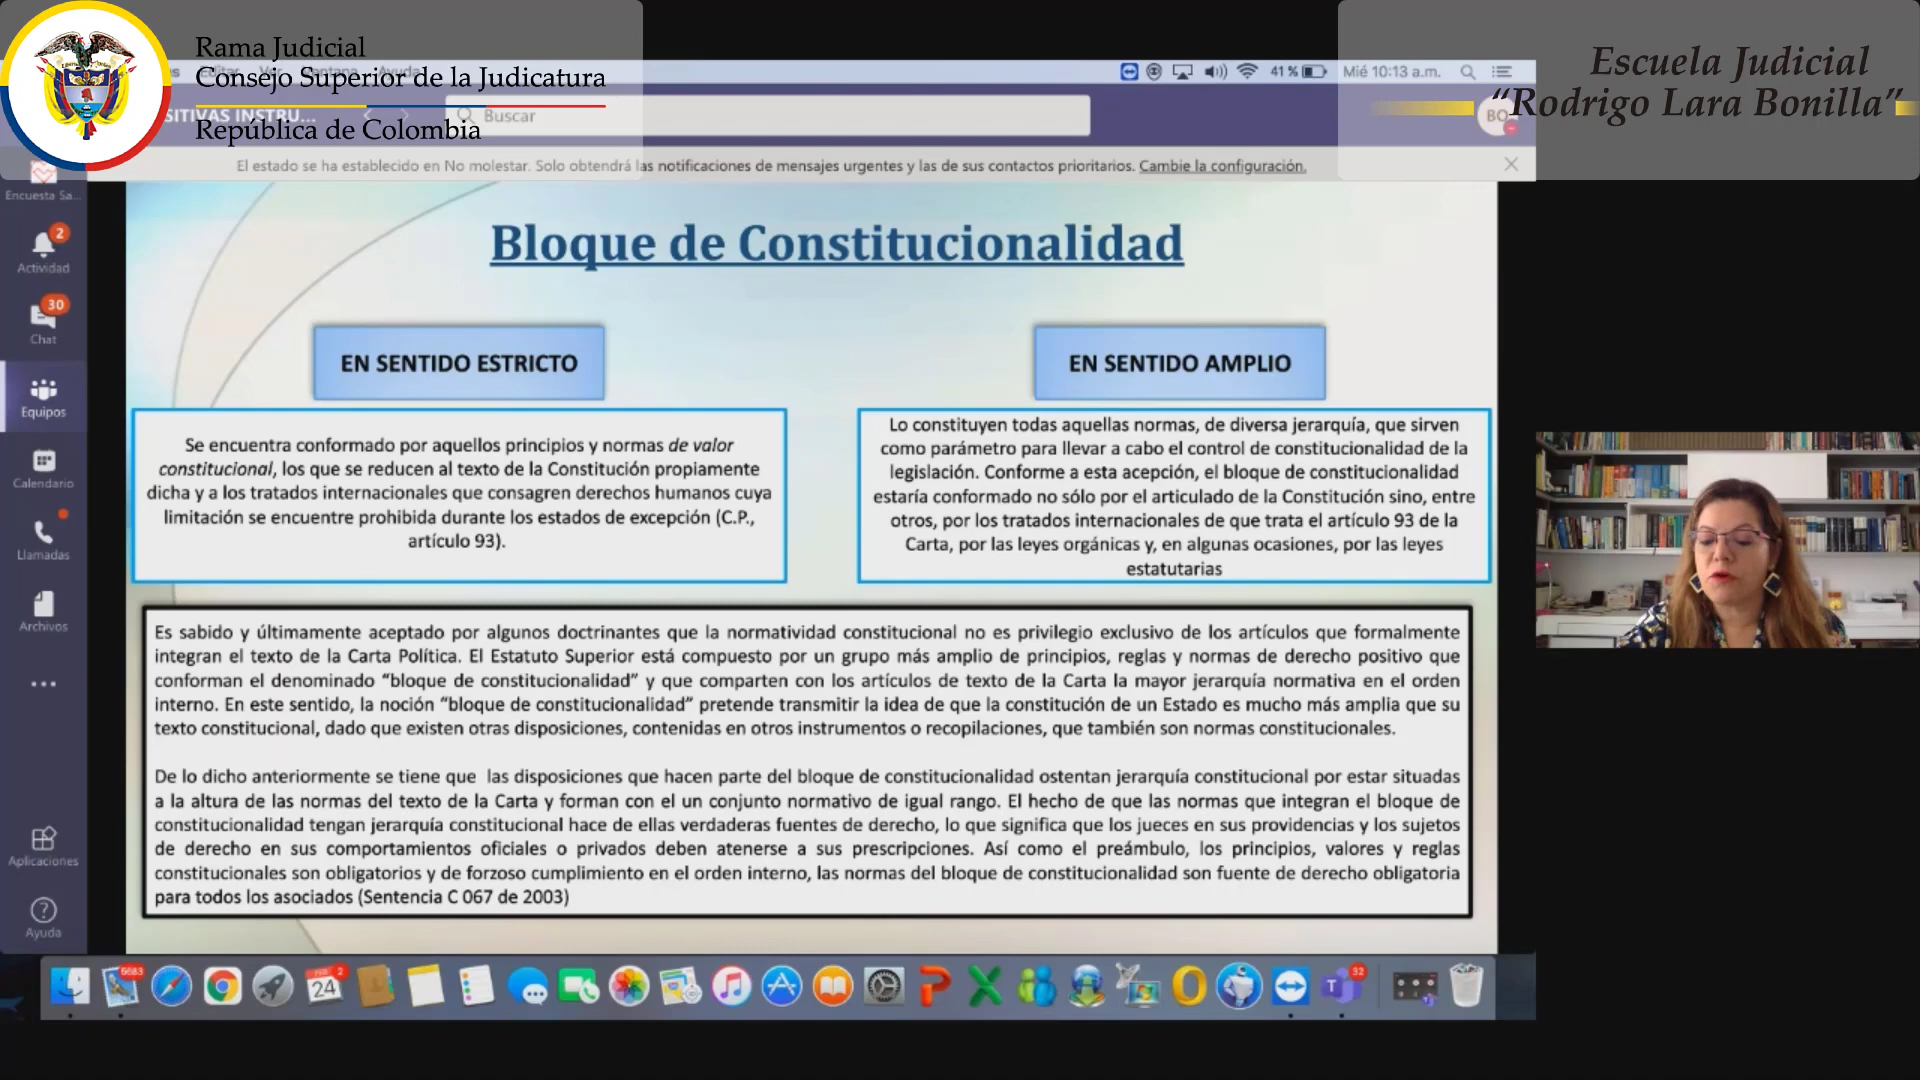 Rama Judicial
Consejo Superior de la Judicatura
República de Colombia
Escuela Judicial
“Rodrigo Lara Bonilla”
41 %
Mié 10:13 a.m.
SITIVAS INSTRU...
Buscar
BO
El estado se ha establecido en No molestar. Solo obtendrá las notificaciones de mensajes urgentes y las de sus contactos prioritarios. Cambie la configuración.
Encuesta Sa...
2
Actividad
30
Chat
Equipos
Calendario
Llamadas
Archivos
Aplicaciones
Ayuda
Bloque de Constitucionalidad
EN SENTIDO ESTRICTO
Se encuentra conformado por aquellos principios y normas de valor
constitucional, los que se reducen al texto de la Constitución propiamente
dicha y a los tratados internacionales que consagren derechos humanos cuya
limitación se encuentre prohibida durante los estados de excepción (C.P.,
artículo 93).
EN SENTIDO AMPLIO
Lo constituyen todas aquellas normas, de diversa jerarquía, que sirven
como parámetro para llevar a cabo el control de constitucionalidad de la
legislación. Conforme a esta acepción, el bloque de constitucionalidad
estaría conformado no sólo por el articulado de la Constitución sino, entre
otros, por los tratados internacionales de que trata el artículo 93 de la
Carta, por las leyes orgánicas y, en algunas ocasiones, por las leyes
estatutarias
Es sabido y últimamente aceptado por algunos doctrinantes que la normatividad constitucional no es privilegio exclusivo de los artículos que formalmente
integran el texto de la Carta Política. El Estatuto Superior está compuesto por un grupo más amplio de principios, reglas y normas de derecho positivo que
conforman el denominado “bloque de constitucionalidad” y que comparten con los artículos de texto de la Carta la mayor jerarquía normativa en el orden
interno. En este sentido, la noción “bloque de constitucionalidad” pretende transmitir la idea de que la constitución de un Estado es mucho más amplia que su
texto constitucional, dado que existen otras disposiciones, contenidas en otros instrumentos o recopilaciones, que también son normas constitucionales.
De lo dicho anteriormente se tiene que las disposiciones que hacen parte del bloque de constitucionalidad ostentan jerarquía constitucional por estar situadas
a la altura de las normas del texto de la Carta y forman con el un conjunto normativo de igual rango. El hecho de que las normas que integran el bloque de
constitucionalidad tengan jerarquía constitucional hace de ellas verdaderas fuentes de derecho, lo que significa que los jueces en sus providencias y los sujetos
de derecho en sus comportamientos oficiales o privados deben atenerse a sus prescripciones. Así como el preámbulo, los principios, valores y reglas
constitucionales son obligatorios y de forzoso cumplimiento en el orden interno, las normas del bloque de constitucionalidad son fuente de derecho obligatoria
para todos los asociados (Sentencia C 067 de 2003)
24
2
32